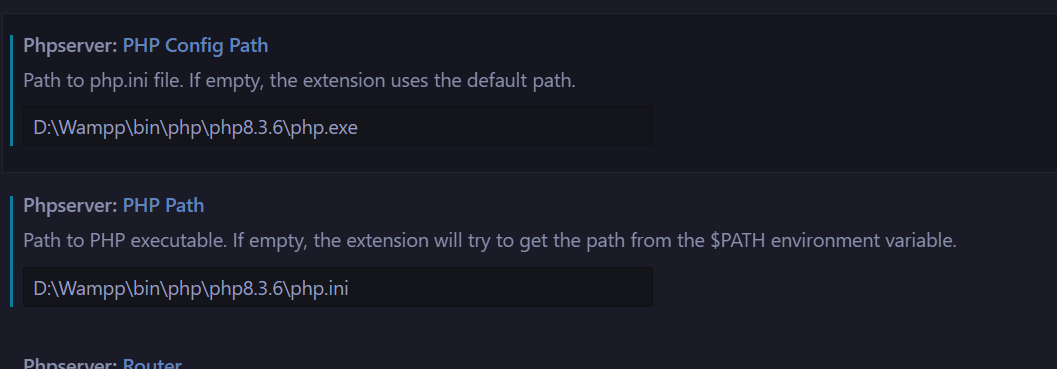 Phpserver: PHP Config Path
Path to php.ini file. If empty, the extension uses the default path.
D:\Wampp\bin\php\php8.3.6\php.exe
Phpserver: PHP Path
Path to PHP executable. If empty, the extension will try to get the path from the $PATH environment variable.
D:\Wampp\bin\php\php8.3.6\php.ini
Phpserver: Router